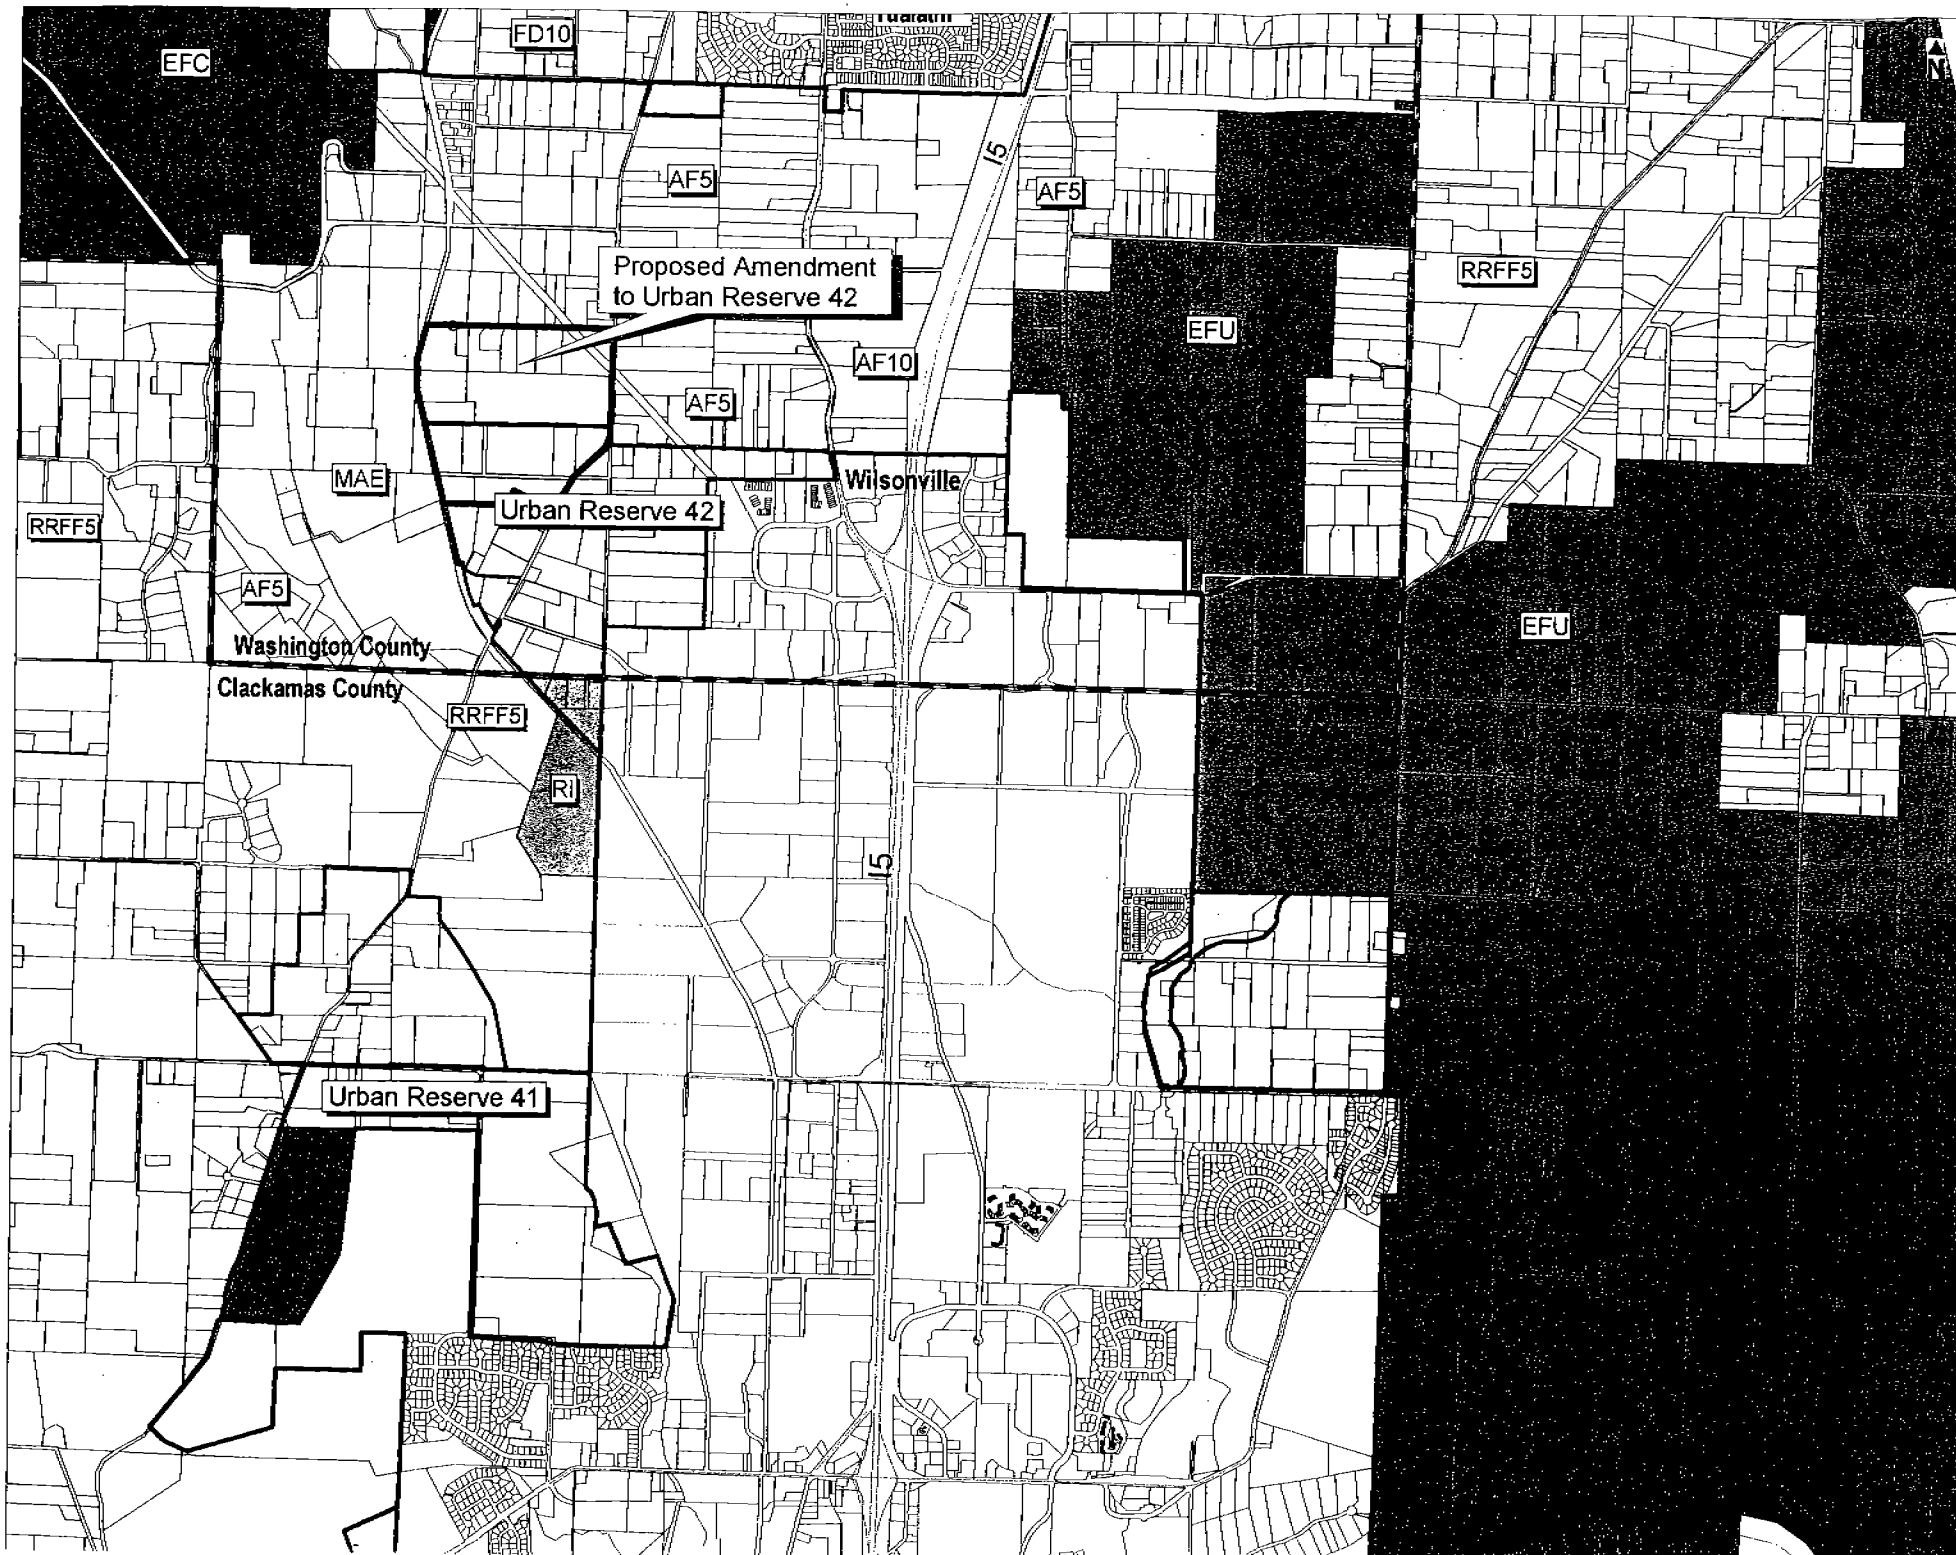 Tualatin
FD10
EFC
N
I5
AF5
AF5
Proposed Amendment
to Urban Reserve 42
RRFF5
EFU
AF10
AF5
Wilsonville
MAE
Urban Reserve 42
RRFF5
AF5
EFU
Washington County
Clackamas County
RRFF5
RI
I5
Urban Reserve 41